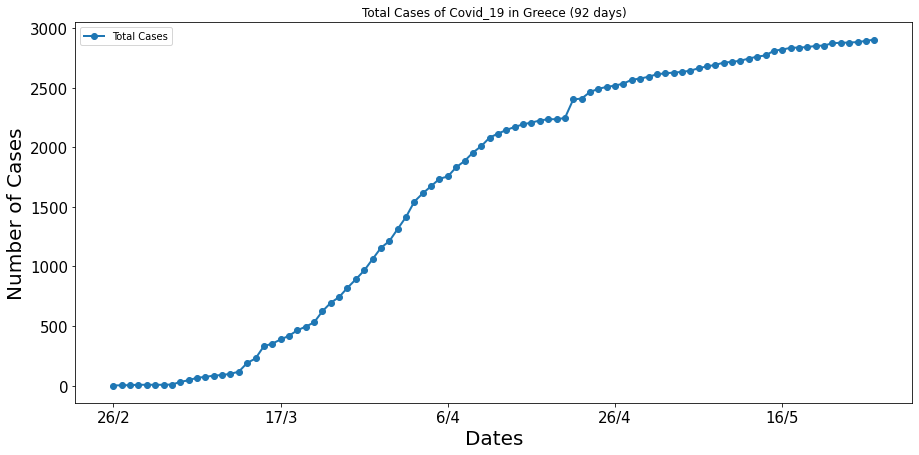 Total Cases of Covid_19 in Greece (92 days)
Total Cases
Number of Cases
3000
2500
2000
1500
1000
500
0
26/2 17/3 6/4 26/4 16/5
Dates